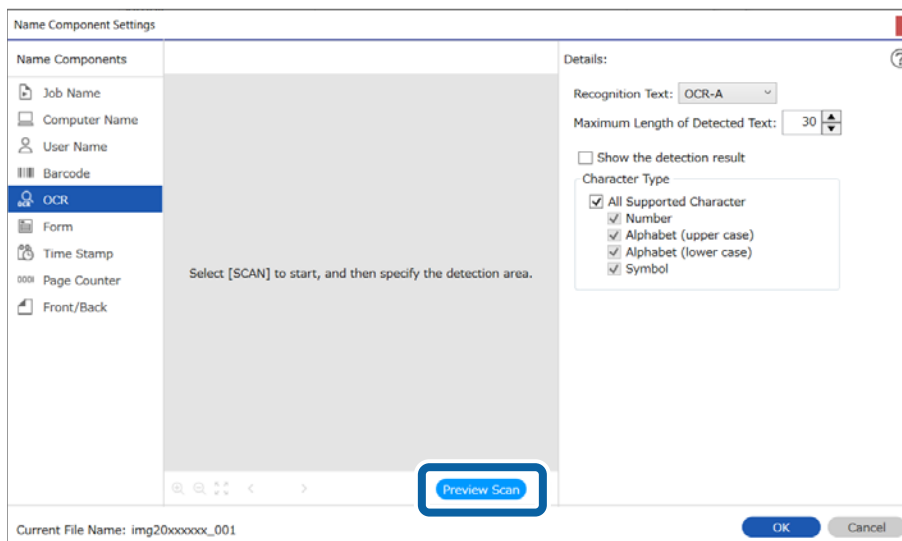 Name Component Settings
Name Components
Job Name
Computer Name
User Name
Barcode
OCR
OCR
Form
Time Stamp
000I
Page Counter
Front/Back
Select [SCAN] to start, and then specify the detection area.
Preview Scan
Details:
?
Recognition Text: OCR-A
Maximum Length of Detected Text: 30
Show the detection result
Character Type
All Supported Character
Number
Alphabet (upper case)
Alphabet (lower case)
Symbol
Current File Name: img20xxxxxx_001
OK
Cancel